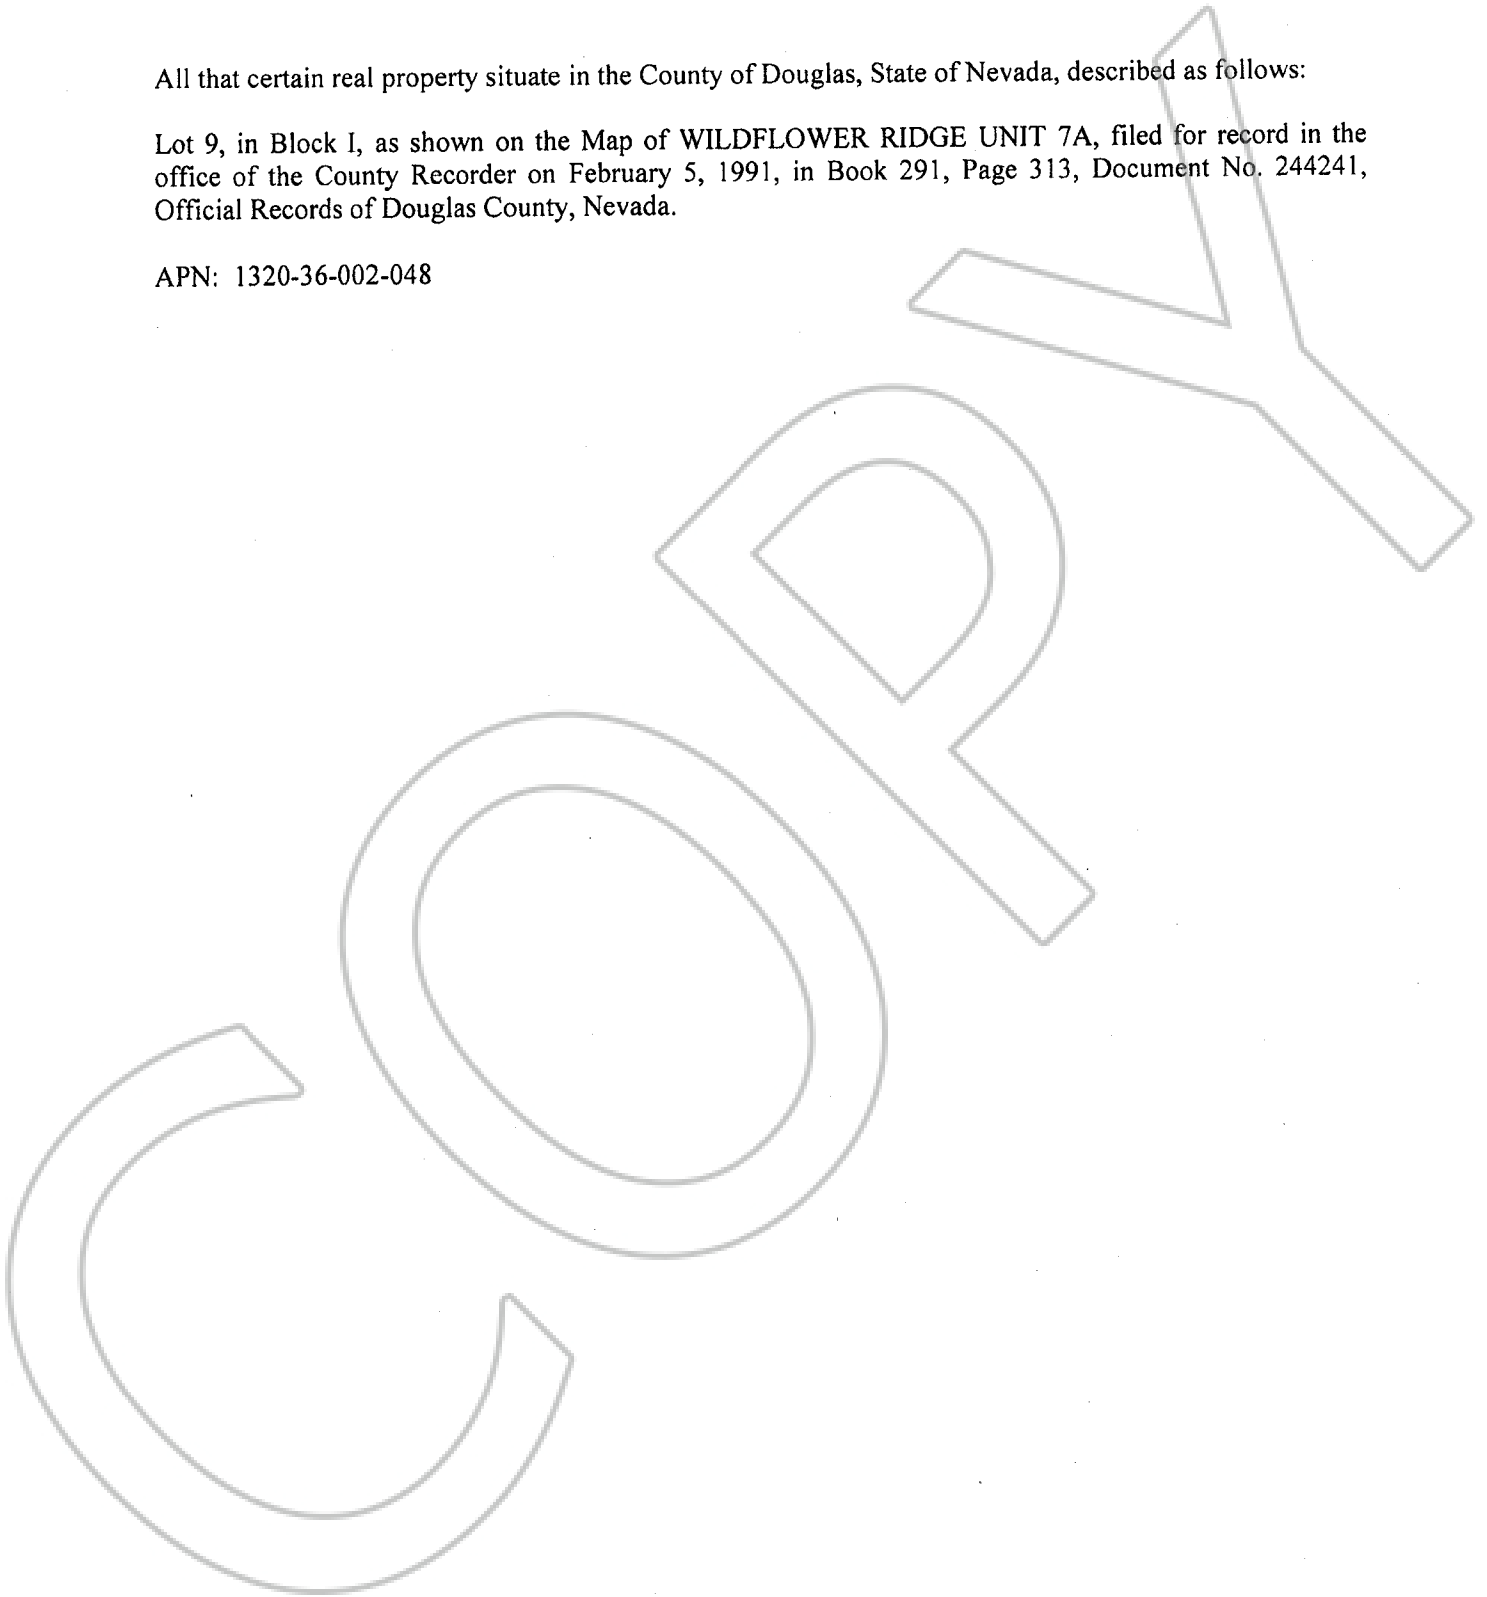 All that certain real property situate in the County of Douglas, State of Nevada, described as follows:
Lot 9, in Block I, as shown on the Map of WILDFLOWER RIDGE UNIT 7A, filed for record in the
office of the County Recorder on February 5, 1991, in Book 291, Page 313, Document No. 244241,
Official Records of Douglas County, Nevada.
APN: 1320-36-002-048
COPY